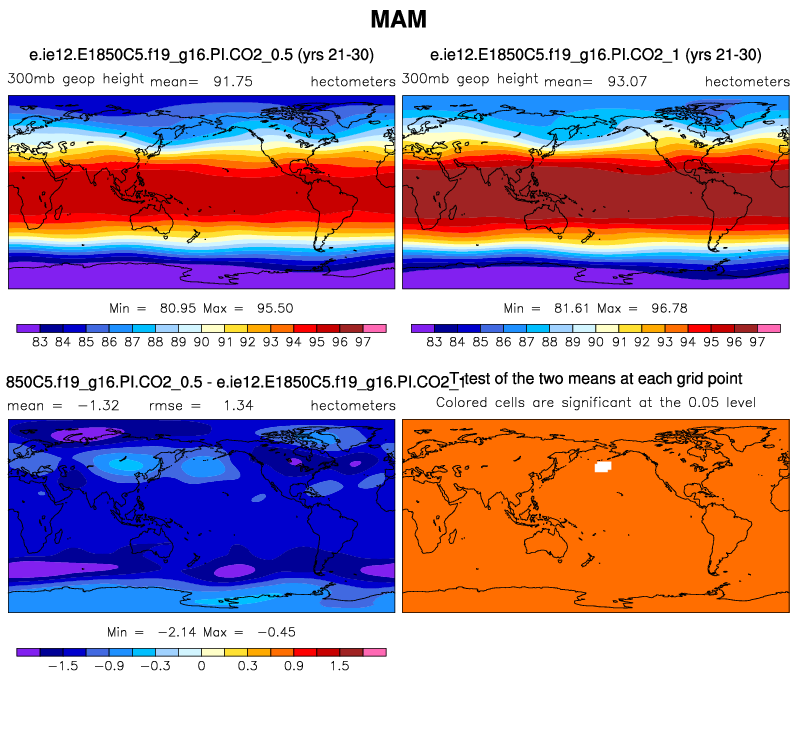 MAM
e.ie12.E1850C5.f19_g16.PI.CO2_0.5 (yrs 21-30)
300mb geop height mean= 91.75 hectometers
Min = 80.95 Max = 95.50
83 84 85 86 87 88 89 90 91 92 93 94 95 96 97
e.ie12.E1850C5.f19_g16.PI.CO2_1 (yrs 21-30)
300mb geop height mean= 93.07 hectometers
Min = 81.61 Max = 96.78
83 84 85 86 87 88 89 90 91 92 93 94 95 96 97
850C5.f19_g16.PI.CO2_0.5 - e.ie12.E1850C5.f19_g16.PI.CO2_1
mean = -1.32 rmse = 1.34 hectometers
Min = -2.14 Max = -0.45
-1.5 -0.9 -0.3 0 0.3 0.9 1.5
T-test of the two means at each grid point
Colored cells are significant at the 0.05 level